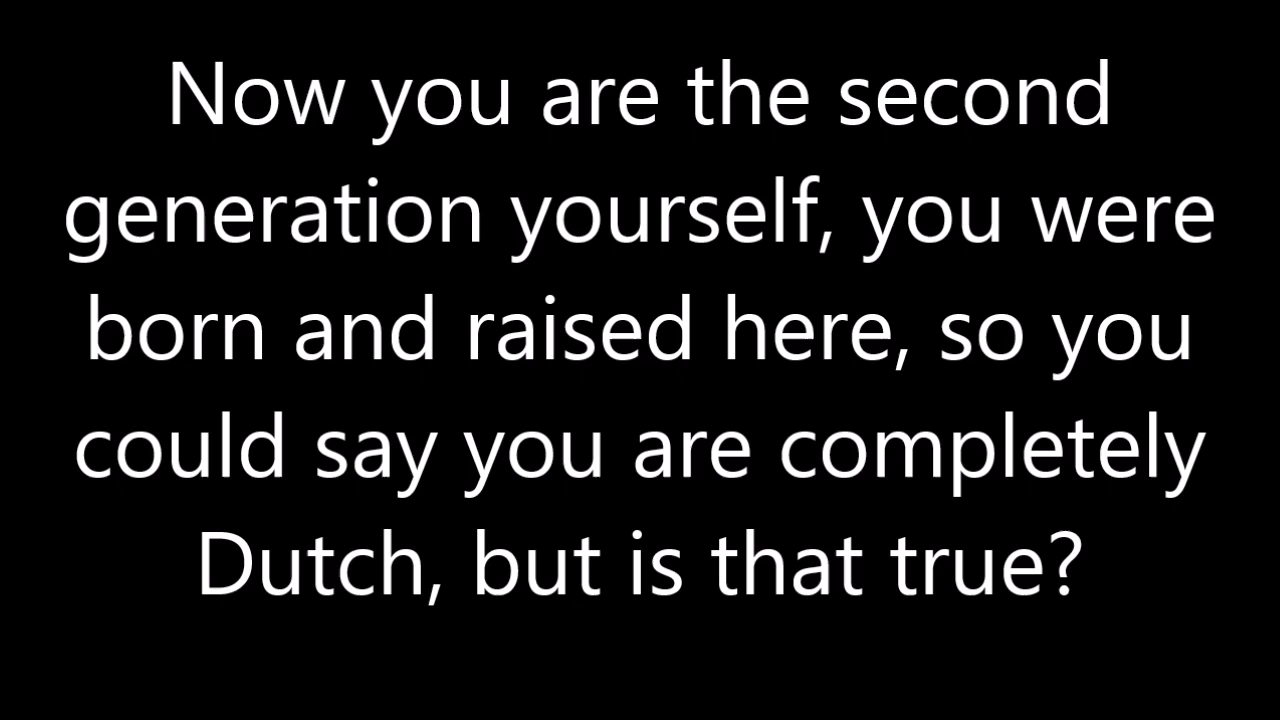 Now you are the second
generation yourself, you were
born and raised here, so you
could say you are completely
Dutch, but is that true?